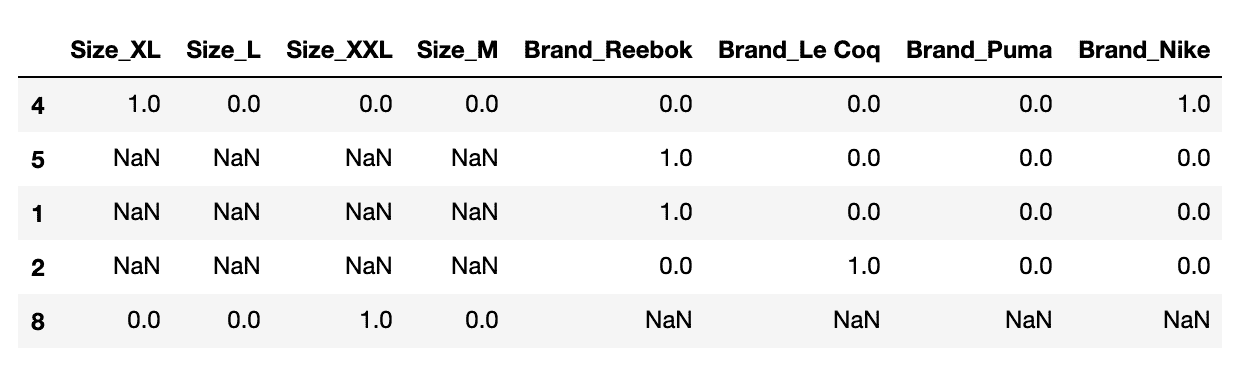 Size_XL Size_L Size_XXL Size_M Brand_Reebok Brand_Le Coq Brand_Puma Brand_Nike
4 1.0 0.0 0.0 0.0 0.0 0.0 0.0 1.0
5 NaN NaN NaN NaN 1.0 0.0 0.0 0.0
1 NaN NaN NaN NaN 1.0 0.0 0.0 0.0
2 NaN NaN NaN NaN 0.0 1.0 0.0 0.0
8 0.0 0.0 1.0 0.0 NaN NaN NaN NaN